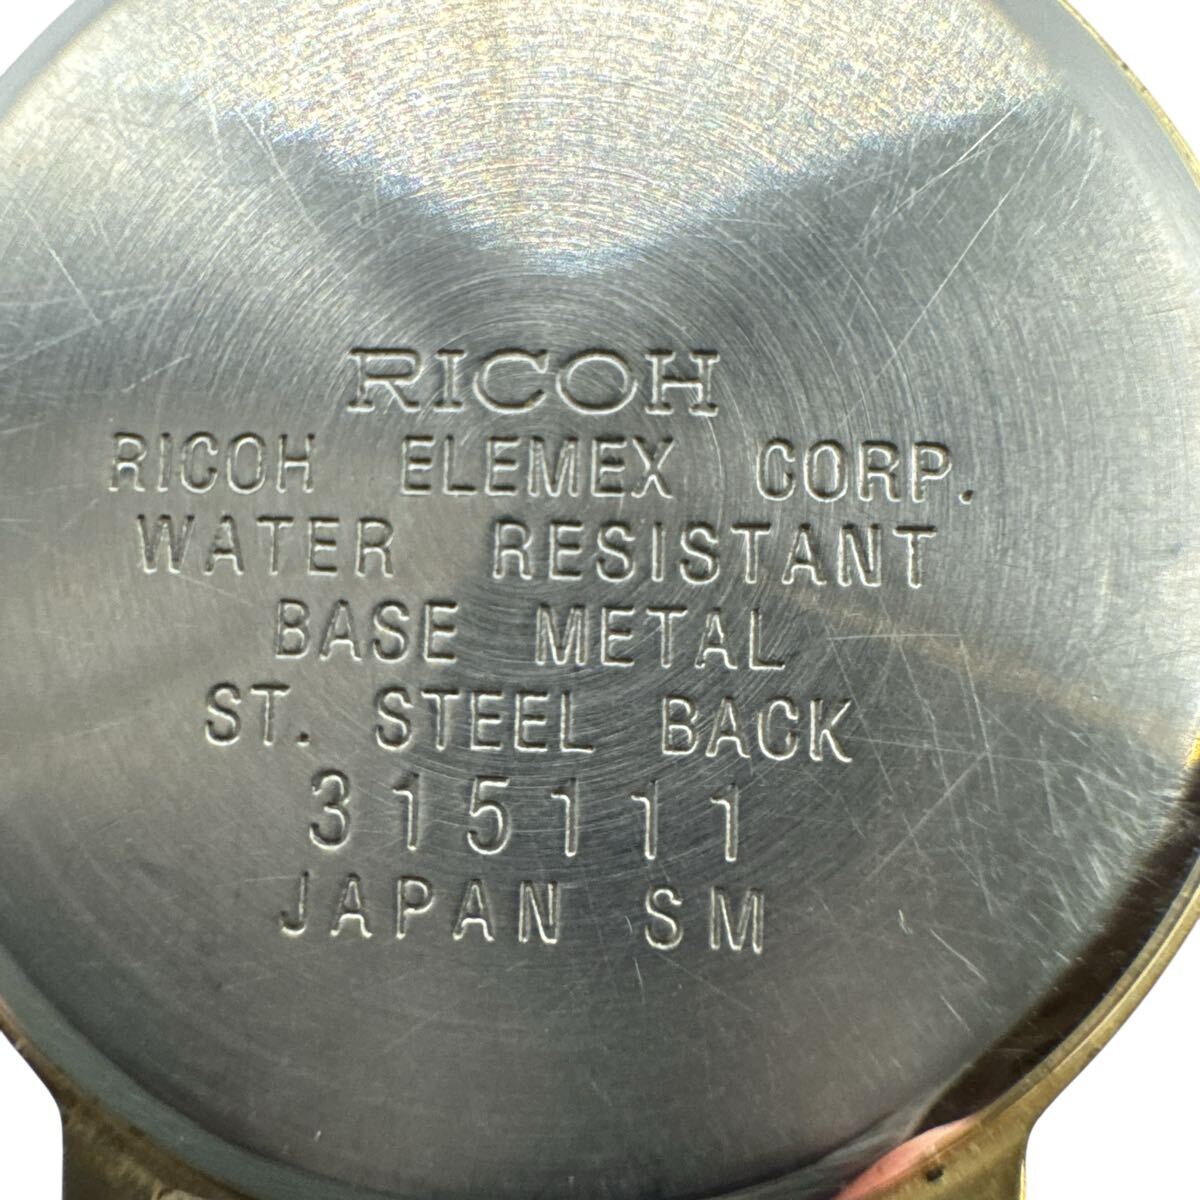 RICOH
RICOH ELEMEX CORP.
WATER RESISTANT
BASE METAL
ST. STEEL BACK
315111
JAPAN SM